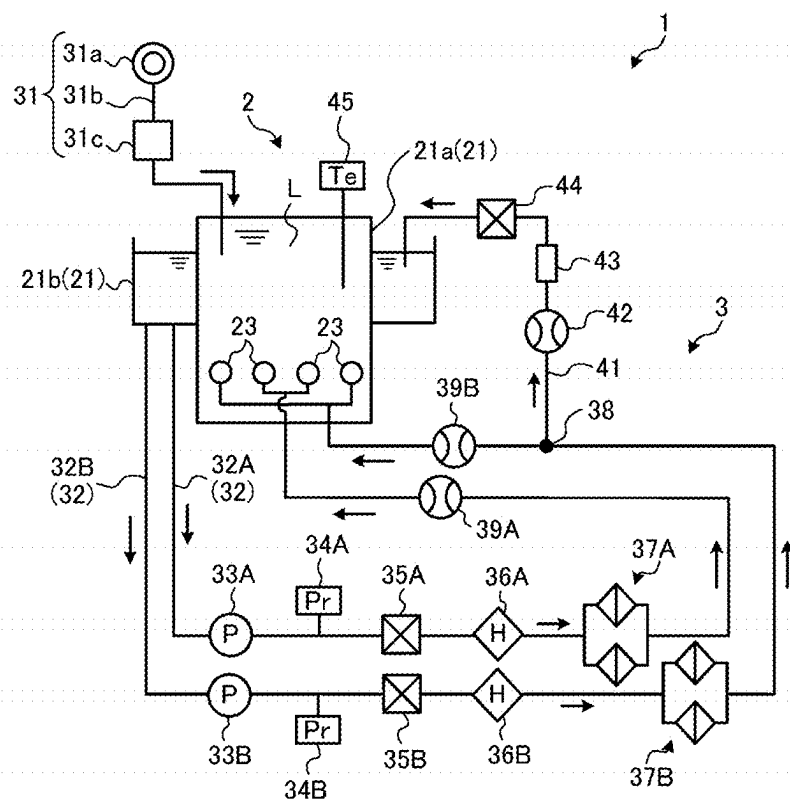 1
31a
31b
31
31c
2
45
Te
21a(21)
L
44
43
21b(21)
23
23
42
3
41
39B
38
32B
(32)
32A
(32)
39A
33A
34A
Pr
35A
36A
37A
P
H
P
H
33B
Pr
34B
35B
36B
37B